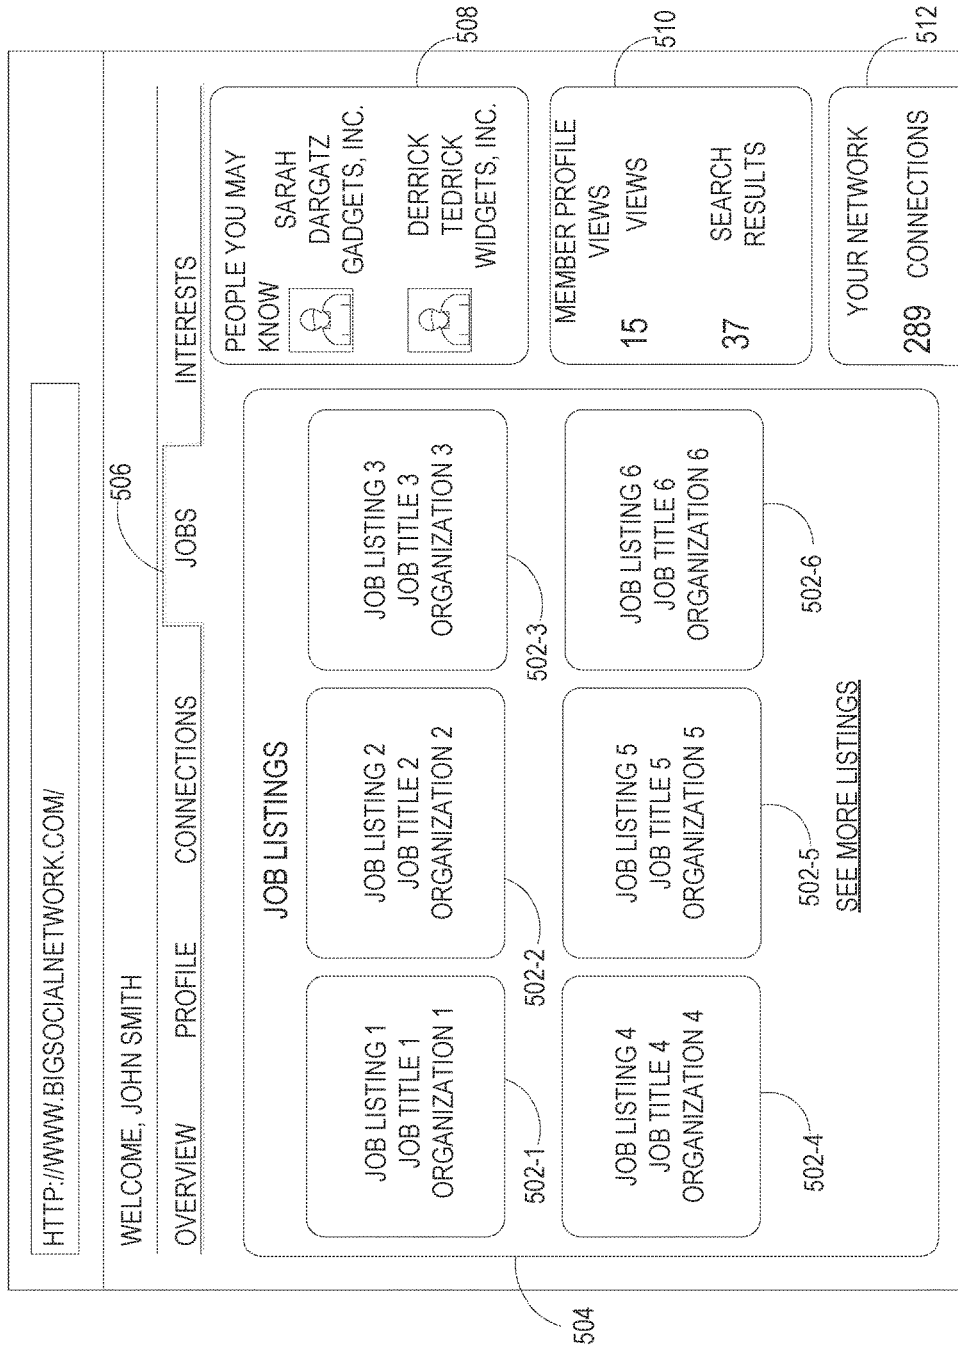 HTTP://WWW.BIGSOCIALNETWORK.COM/
WELCOME, JOHN SMITH
506
OVERVIEW PROFILE CONNECTIONS JOBS INTERESTS
504
JOB LISTINGS
JOB LISTING 1
JOB TITLE 1
ORGANIZATION 1
502-1
JOB LISTING 2
JOB TITLE 2
ORGANIZATION 2
502-2
JOB LISTING 3
JOB TITLE 3
ORGANIZATION 3
502-3
JOB LISTING 4
JOB TITLE 4
ORGANIZATION 4
502-4
JOB LISTING 5
JOB TITLE 5
ORGANIZATION 5
502-5
JOB LISTING 6
JOB TITLE 6
ORGANIZATION 6
502-6
SEE MORE LISTINGS
PEOPLE YOU MAY
KNOW
SARAH
DARGATZ
GADGETS, INC.
DERRICK
TEDRICK
WIDGETS, INC.
508
MEMBER PROFILE
VIEWS
15 VIEWS
37 SEARCH
RESULTS
510
YOUR NETWORK
289 CONNECTIONS
512